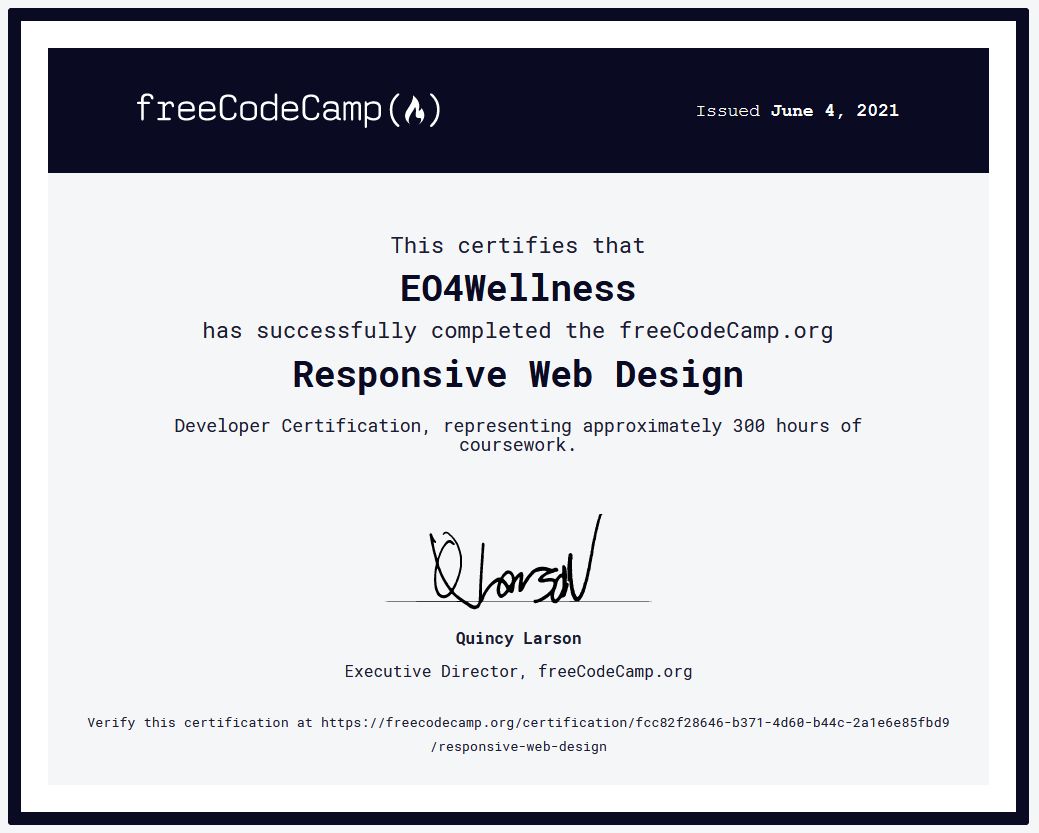 freeCodeCamp(🔥)
Issued June 4, 2021
This certifies that
EO4Wellness
has successfully completed the freeCodeCamp.org
Responsive Web Design
Developer Certification, representing approximately 300 hours of
coursework.
Q Larson
Quincy Larson
Executive Director, freeCodeCamp.org
Verify this certification at https://freecodecamp.org/certification/fcc82f28646-b371-4d60-b44c-2a1e6e85fbd9
/responsive-web-design